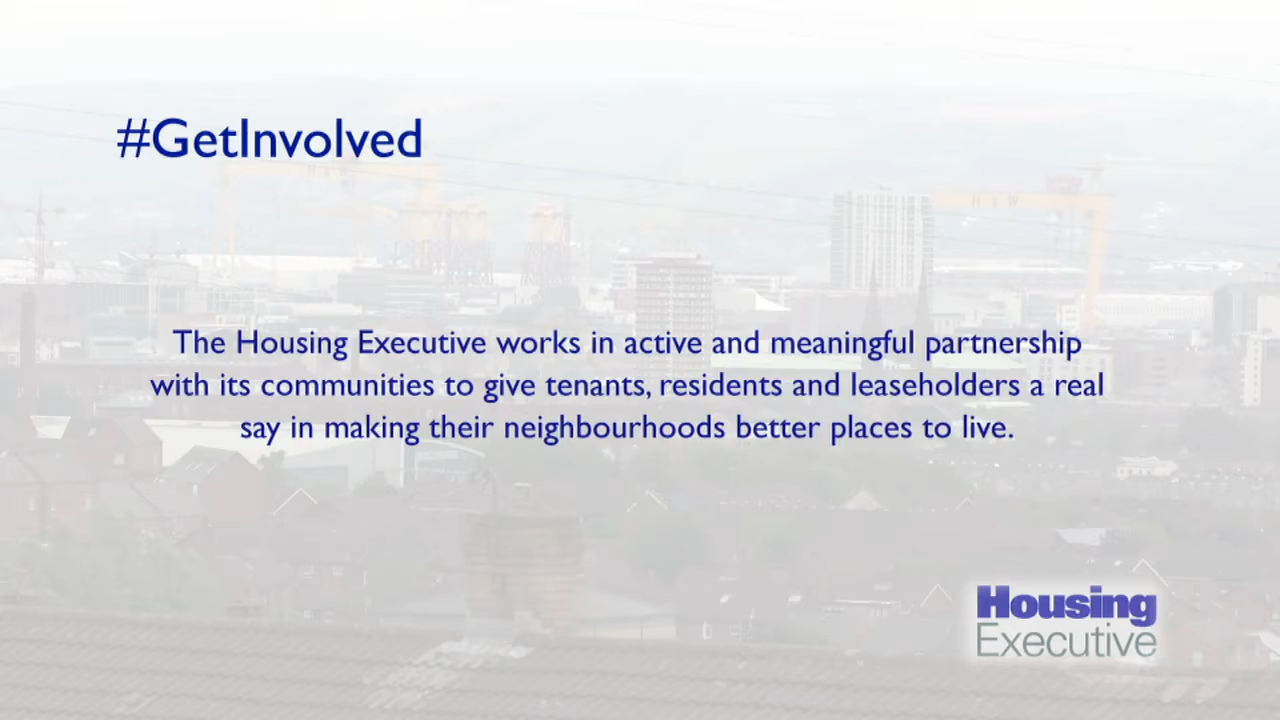 #GetInvolved
H & W
The Housing Executive works in active and meaningful partnership
with its communities to give tenants, residents and leaseholders a real
say in making their neighbourhoods better places to live.
Housing
Executive